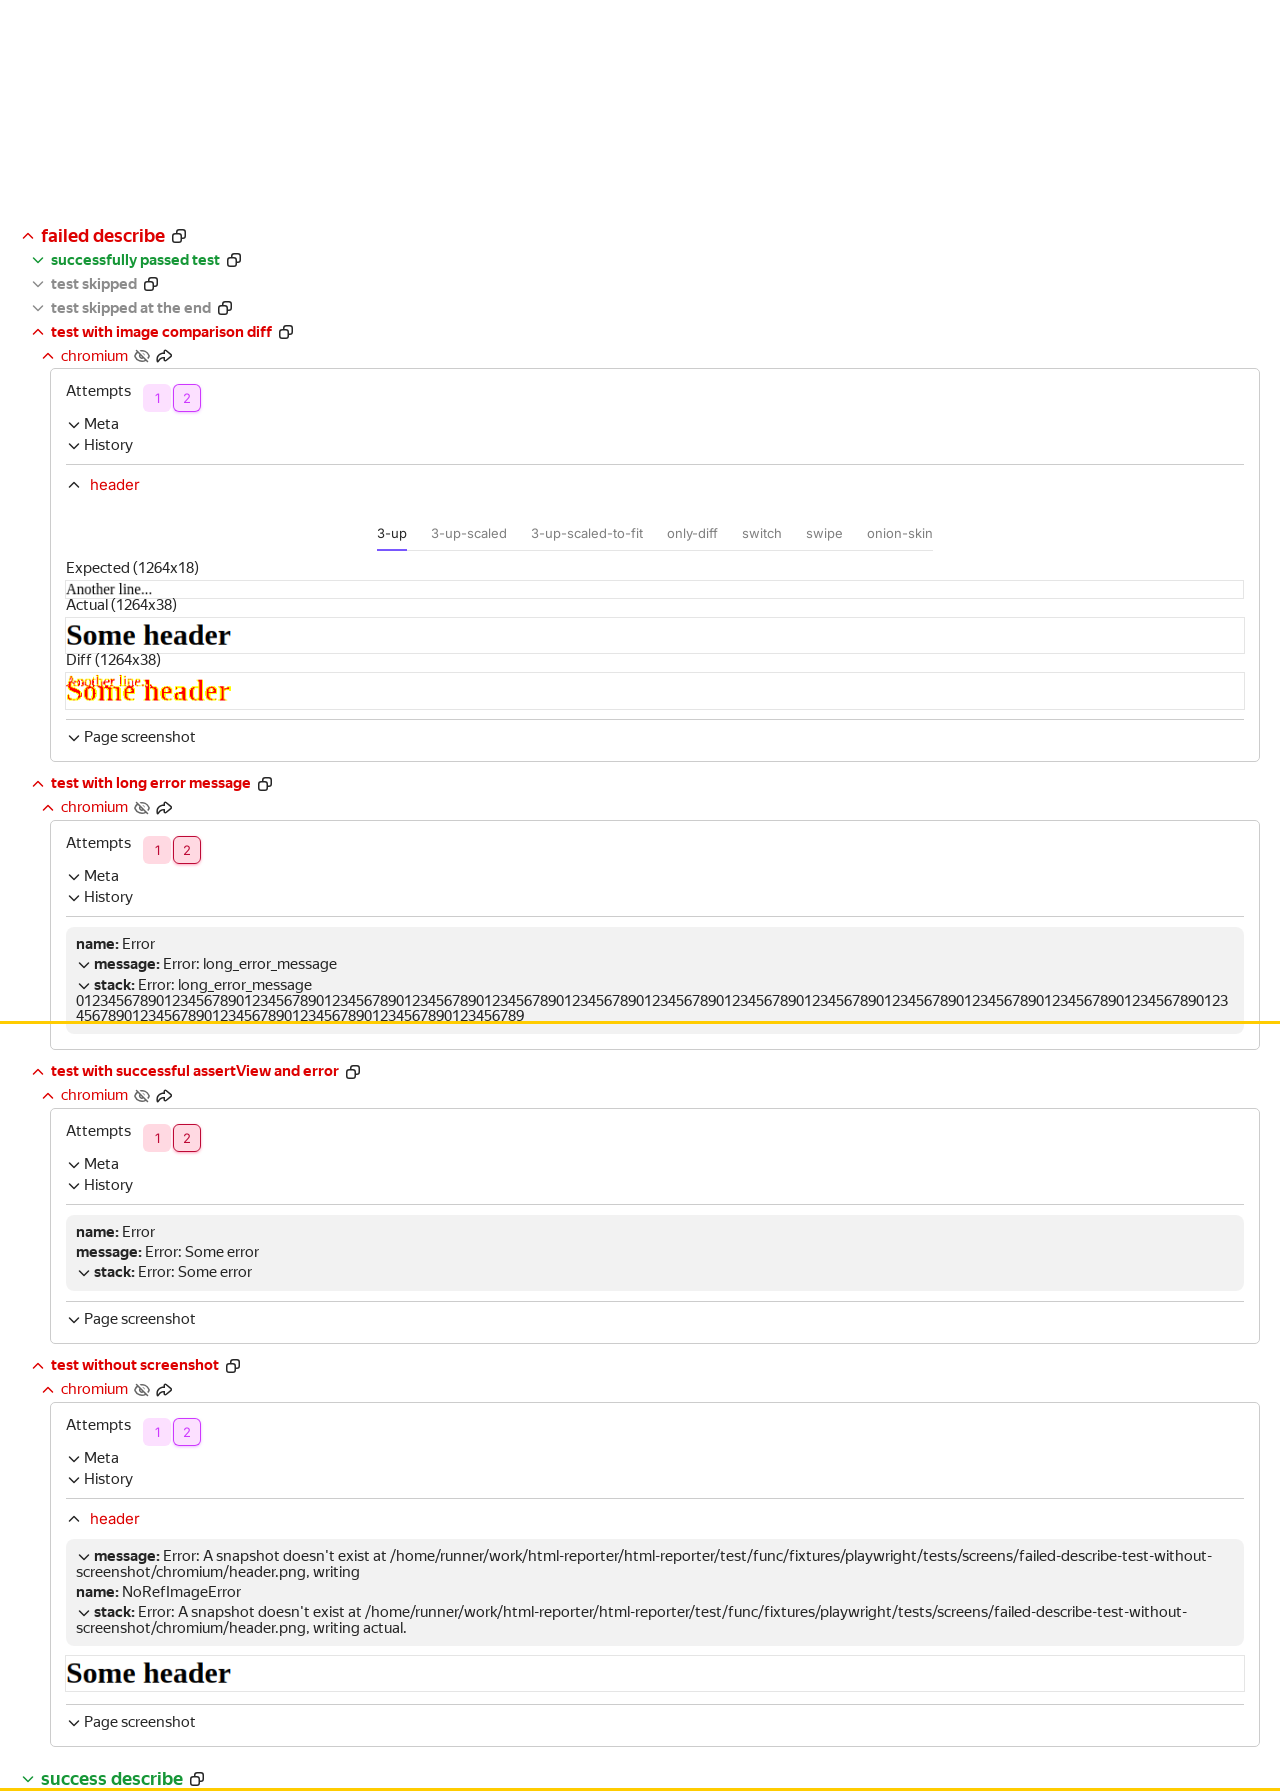 failed describe
successfully passed test
test skipped
test skipped at the end
test with image comparison diff
chromium
Attempts 1 2
Meta
History
header
3-up 3-up-scaled 3-up-scaled-to-fit only-diff switch swipe onion-skin
Expected (1264x18)
Another line...
Actual (1264x38)
Some header
Diff (1264x38)
Another line...
Some header
Page screenshot
test with long error message
chromium
Attempts 1 2
Meta
History
name: Error
message: Error: long_error_message
stack: Error: long_error_message
012345678901234567890123456789012345678901234567890123456789012345678901234567890123456789012345678901234567890123456789012345678901234567890123
45678901234567890123456789012345678901234567890123456789
test with successful assertView and error
chromium
Attempts 1 2
Meta
History
name: Error
message: Error: Some error
stack: Error: Some error
Page screenshot
test without screenshot
chromium
Attempts 1 2
Meta
History
header
message: Error: A snapshot doesn't exist at /home/runner/work/html-reporter/html-reporter/test/func/fixtures/playwright/tests/screens/failed-describe-test-without-
screenshot/chromium/header.png, writing
name: NoRefImageError
stack: Error: A snapshot doesn't exist at /home/runner/work/html-reporter/html-reporter/test/func/fixtures/playwright/tests/screens/failed-describe-test-without-
screenshot/chromium/header.png, writing actual.
Some header
Page screenshot
success describe